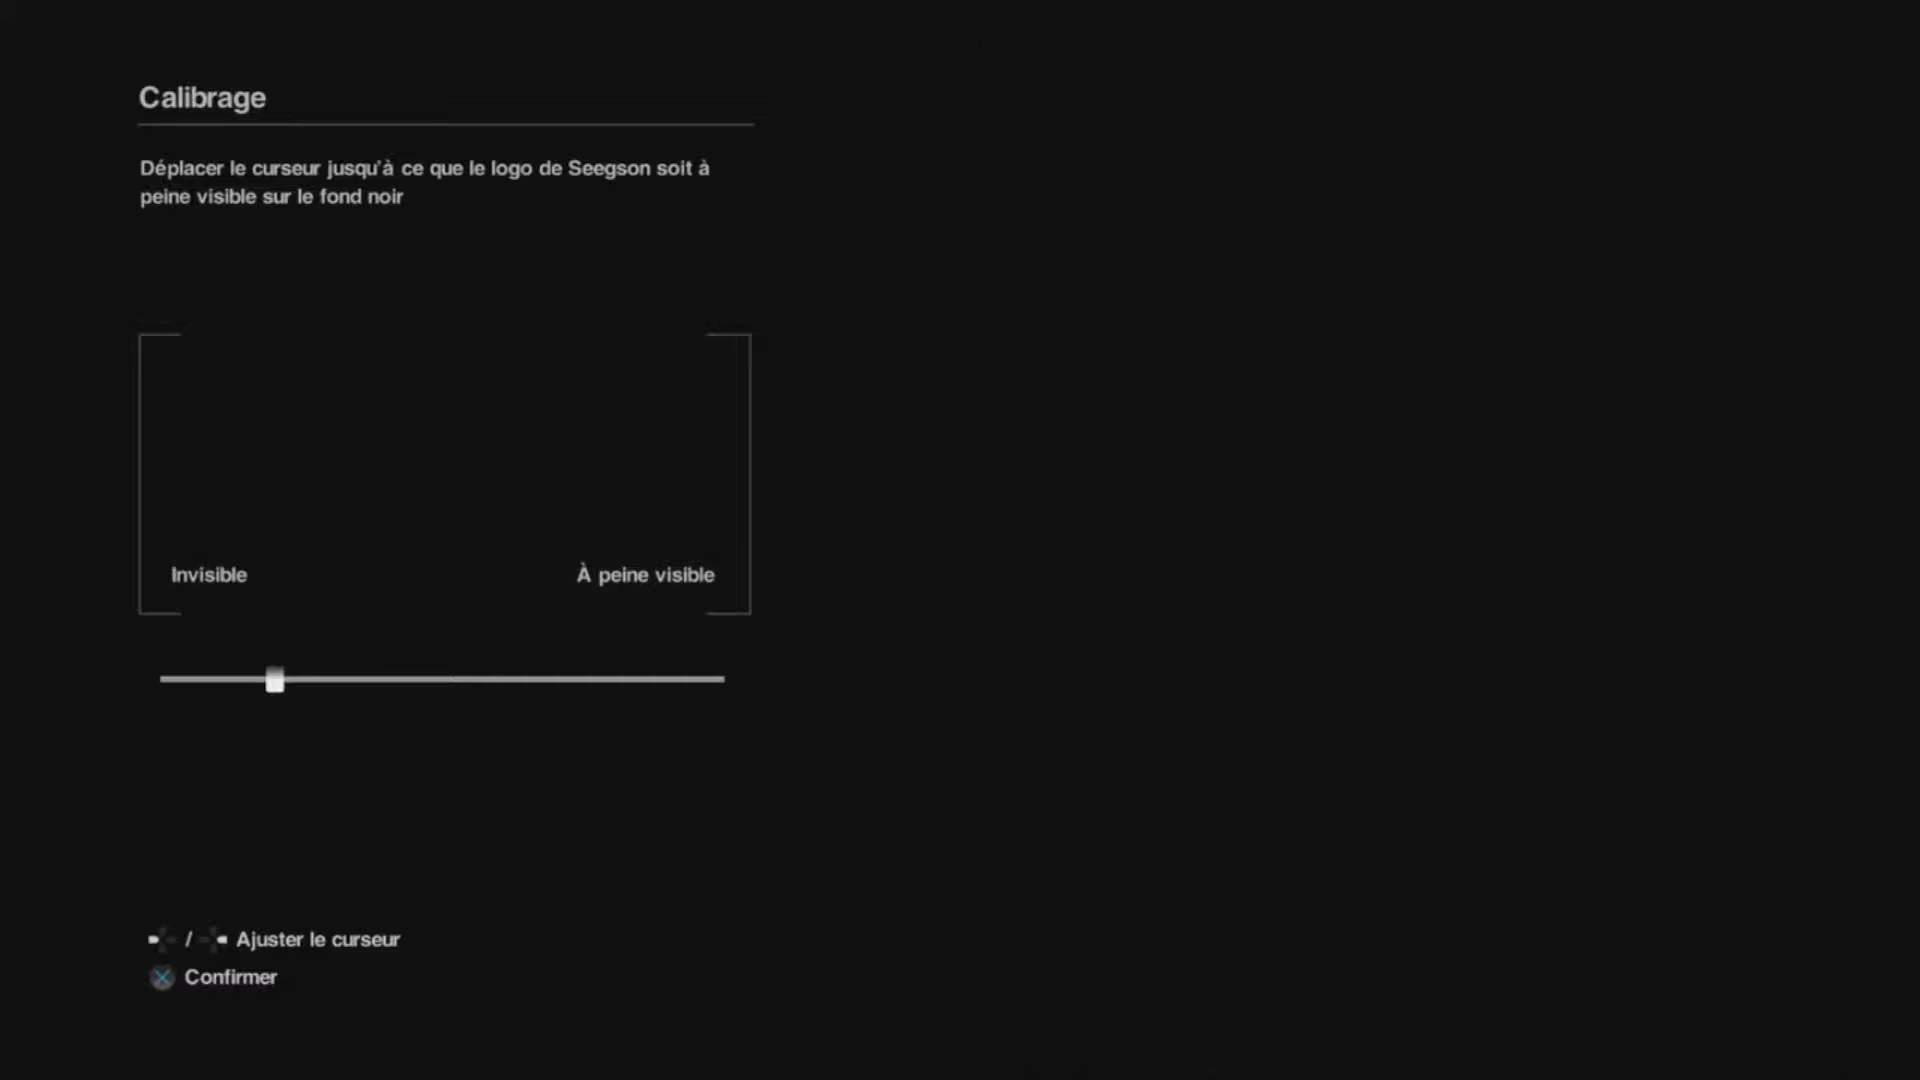 Calibrage
Déplacer le curseur jusqu'à ce que le logo de Seegson soit à
peine visible sur le fond noir
Invisible
À peine visible
/ Ajuster le curseur
Confirmer